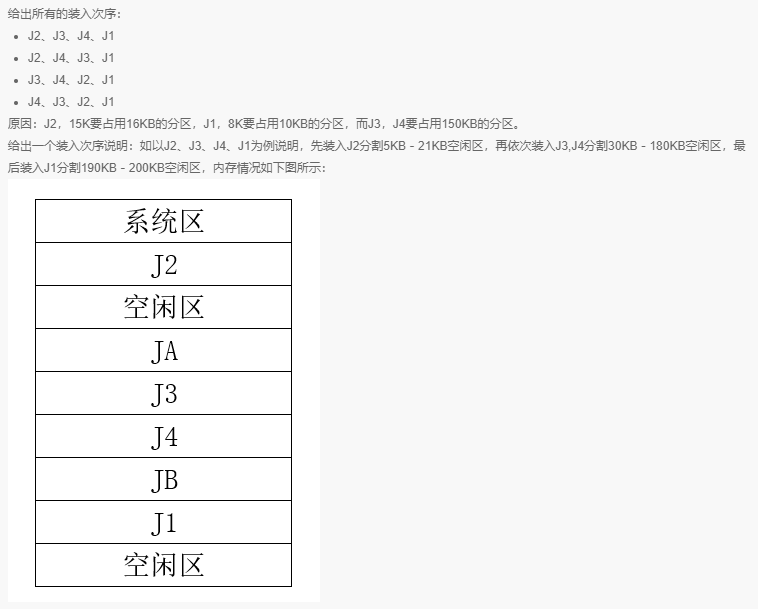 给出所有的装入次序：
J2、J3、J4、J1
J2、J4、J3、J1
J3、J4、J2、J1
J4、J3、J2、J1
原因：J2，15K要占用16KB的分区，J1，8K要占用10KB的分区，而J3，J4要占用150KB的分区。
给出一个装入次序说明：如以J2、J3、J4、J1为例说明，先装入J2分割5KB - 21KB空闲区，再依次装入J3,J4分割30KB - 180KB空闲区，最
后装入J1分割190KB - 200KB空闲区，内存情况如下图所示：
系统区
J2
空闲区
JA
J3
J4
JB
J1
空闲区